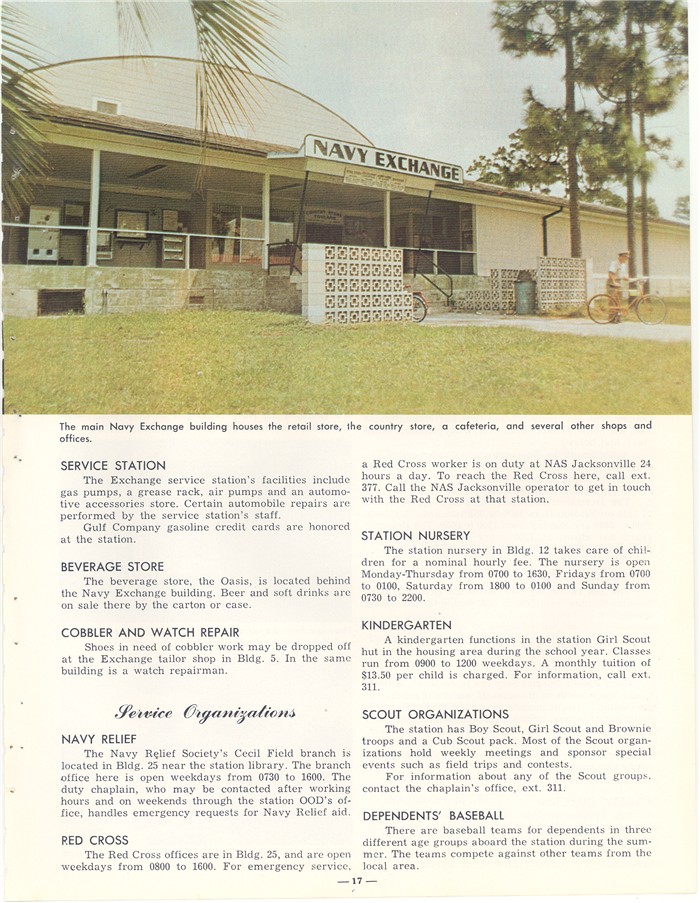 NAVY EXCHANGE
The main Navy Exchange building houses the retail store, the country store, a cafeteria, and several other shops and
offices.
SERVICE STATION
The Exchange service station's facilities include
gas pumps, a grease rack, air pumps and an automo-
tive accessories store. Certain automobile repairs are
performed by the service station's staff.
Gulf Company gasoline credit cards are honored
at the station.
BEVERAGE STORE
The beverage store, the Oasis, is located behind
the Navy Exchange building. Beer and soft drinks are
on sale there by the carton or case.
COBBLER AND WATCH REPAIR
Shoes in need of cobbler work may be dropped off
at the Exchange tailor shop in Bldg. 5. In the same
building is a watch repairman.
Service Organizations
NAVY RELIEF
The Navy Relief Society's Cecil Field branch is
located in Bldg. 25 near the station library. The branch
office here is open weekdays from 0730 to 1600. The
duty chaplain, who may be contacted after working
hours and on weekends through the station OOD's of-
fice, handles emergency requests for Navy Relief aid.
RED CROSS
The Red Cross offices are in Bldg. 25, and are open
weekdays from 0800 to 1600. For emergency service,
a Red Cross worker is on duty at NAS Jacksonville 24
hours a day. To reach the Red Cross here, call ext.
377. Call the NAS Jacksonville operator to get in touch
with the Red Cross at that station.
STATION NURSERY
The station nursery in Bldg. 12 takes care of chil-
dren for a nominal hourly fee. The nursery is open
Monday-Thursday from 0700 to 1630, Fridays from 0700
to 0100, Saturday from 1800 to 0100 and Sunday from
0730 to 2200.
KINDERGARTEN
A kindergarten functions in the station Girl Scout
hut in the housing area during the school year. Classes
run from 0900 to 1200 weekdays. A monthly tuition of
$13.50 per child is charged. For information, call ext.
311.
SCOUT ORGANIZATIONS
The station has Boy Scout, Girl Scout and Brownie
troops and a Cub Scout pack. Most of the Scout organ-
izations hold weekly meetings and sponsor special
events such as field trips and contests.
For information about any of the Scout groups,
contact the chaplain's office, ext. 311.
DEPENDENTS' BASEBALL
There are baseball teams for dependents in three
different age groups aboard the station during the sum-
mer. The teams compete against other teams from the
local area.
— 17 —